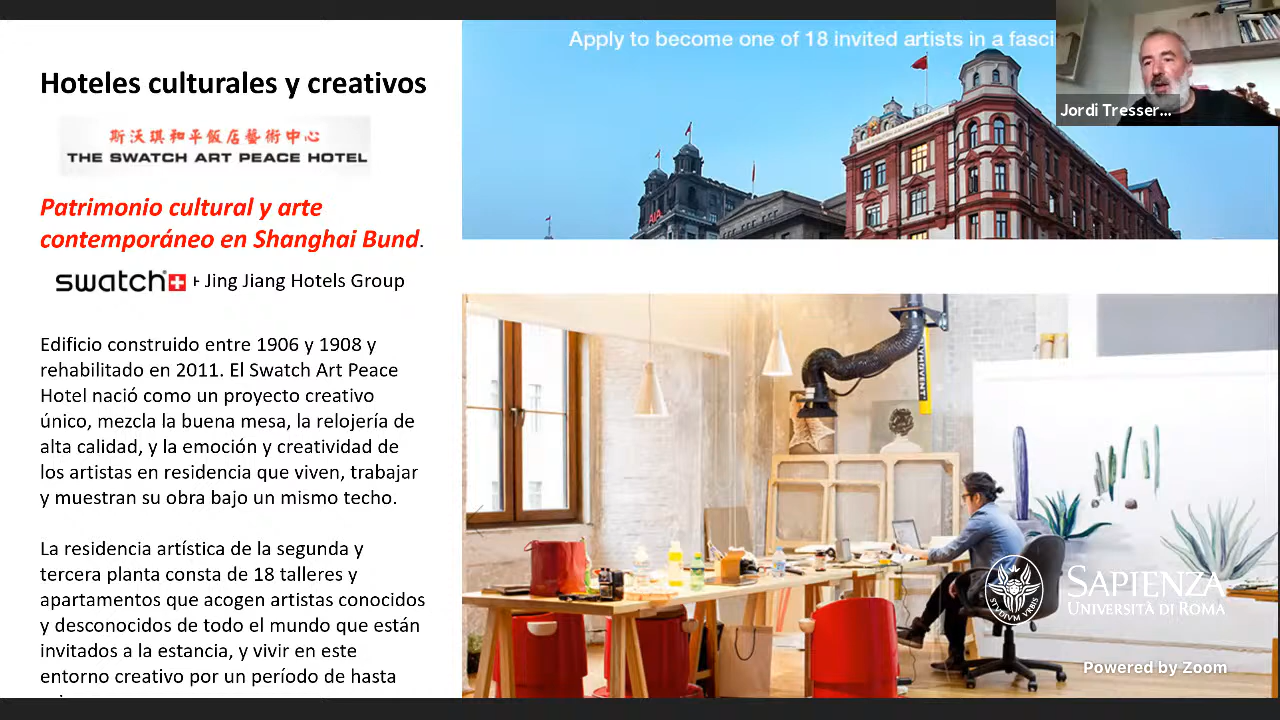 Hoteles culturales y creativos
斯沃琪和平飯店藝術中心
THE SWATCH ART PEACE HOTEL
Patrimonio cultural y arte
contemporáneo en Shanghai Bund.
swatch + Jing Jiang Hotels Group
Edificio construido entre 1906 y 1908 y
rehabilitado en 2011. El Swatch Art Peace
Hotel nació como un proyecto creativo
único, mezcla la buena mesa, la relojería de
alta calidad, y la emoción y creatividad de
los artistas en residencia que viven, trabajar
y muestran su obra bajo un mismo techo.
La residencia artística de la segunda y
tercera planta consta de 18 talleres y
apartamentos que acogen artistas conocidos
y desconocidos de todo el mundo que están
invitados a la estancia, y vivir en este
entorno creativo por un período de hasta
Apply to become one of 18 invited artists in a fasci
AIA
Jordi Tresser...
PLYMOVENT
STVDIVM VRBIS
SAPIENZA
UNIVERSITÀ DI ROMA
Powered by Zoom